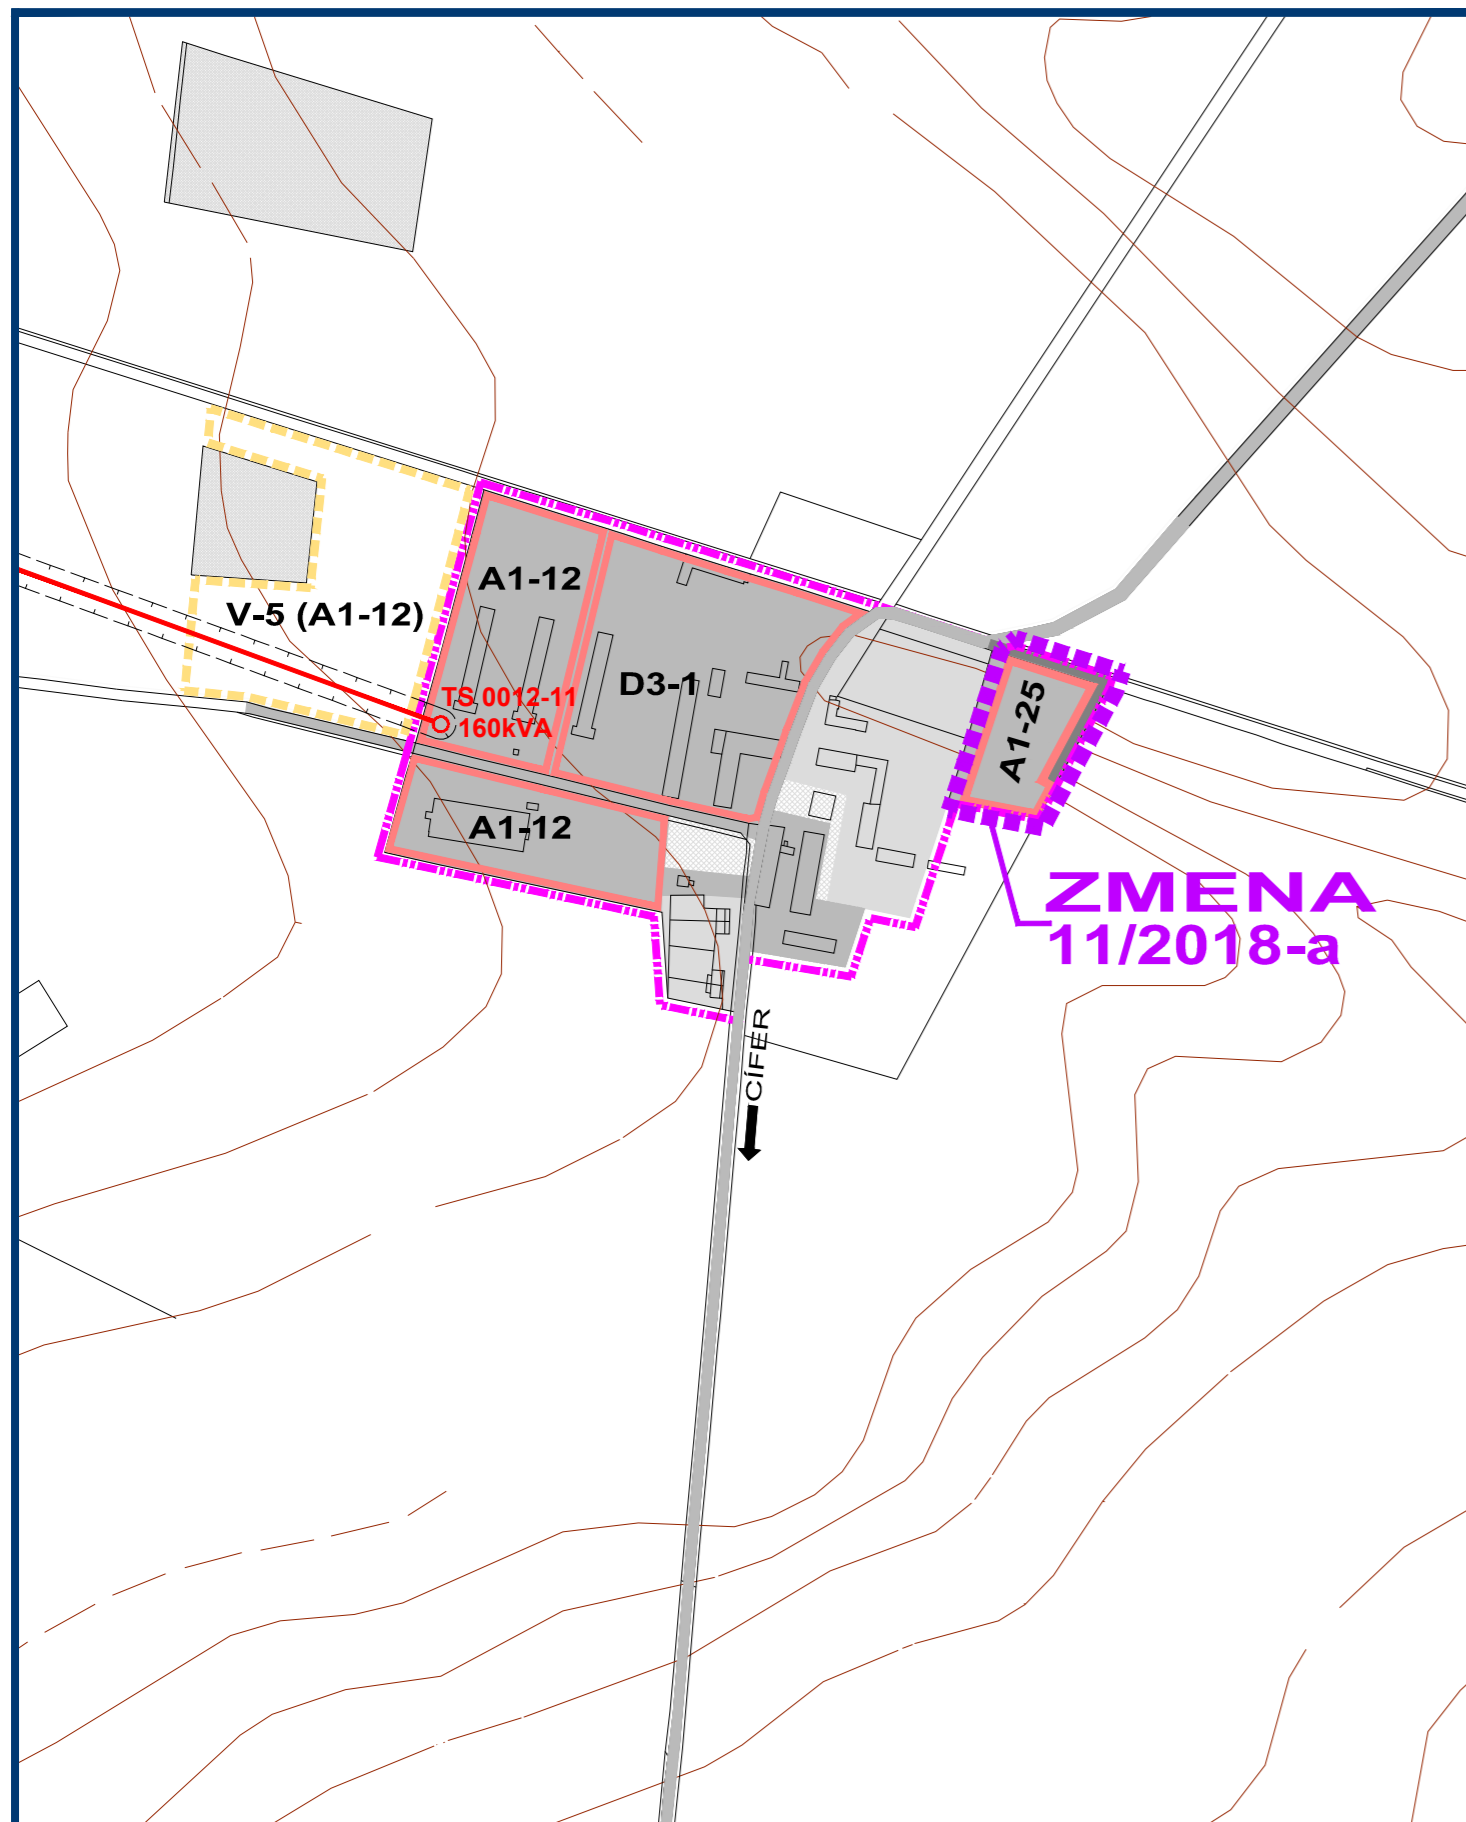 A1-12
V-5 (A1-12)
D3-1
TS 0012-11
160kVA
A1-25
A1-12
ZMENA
11/2018-a
CÍFER